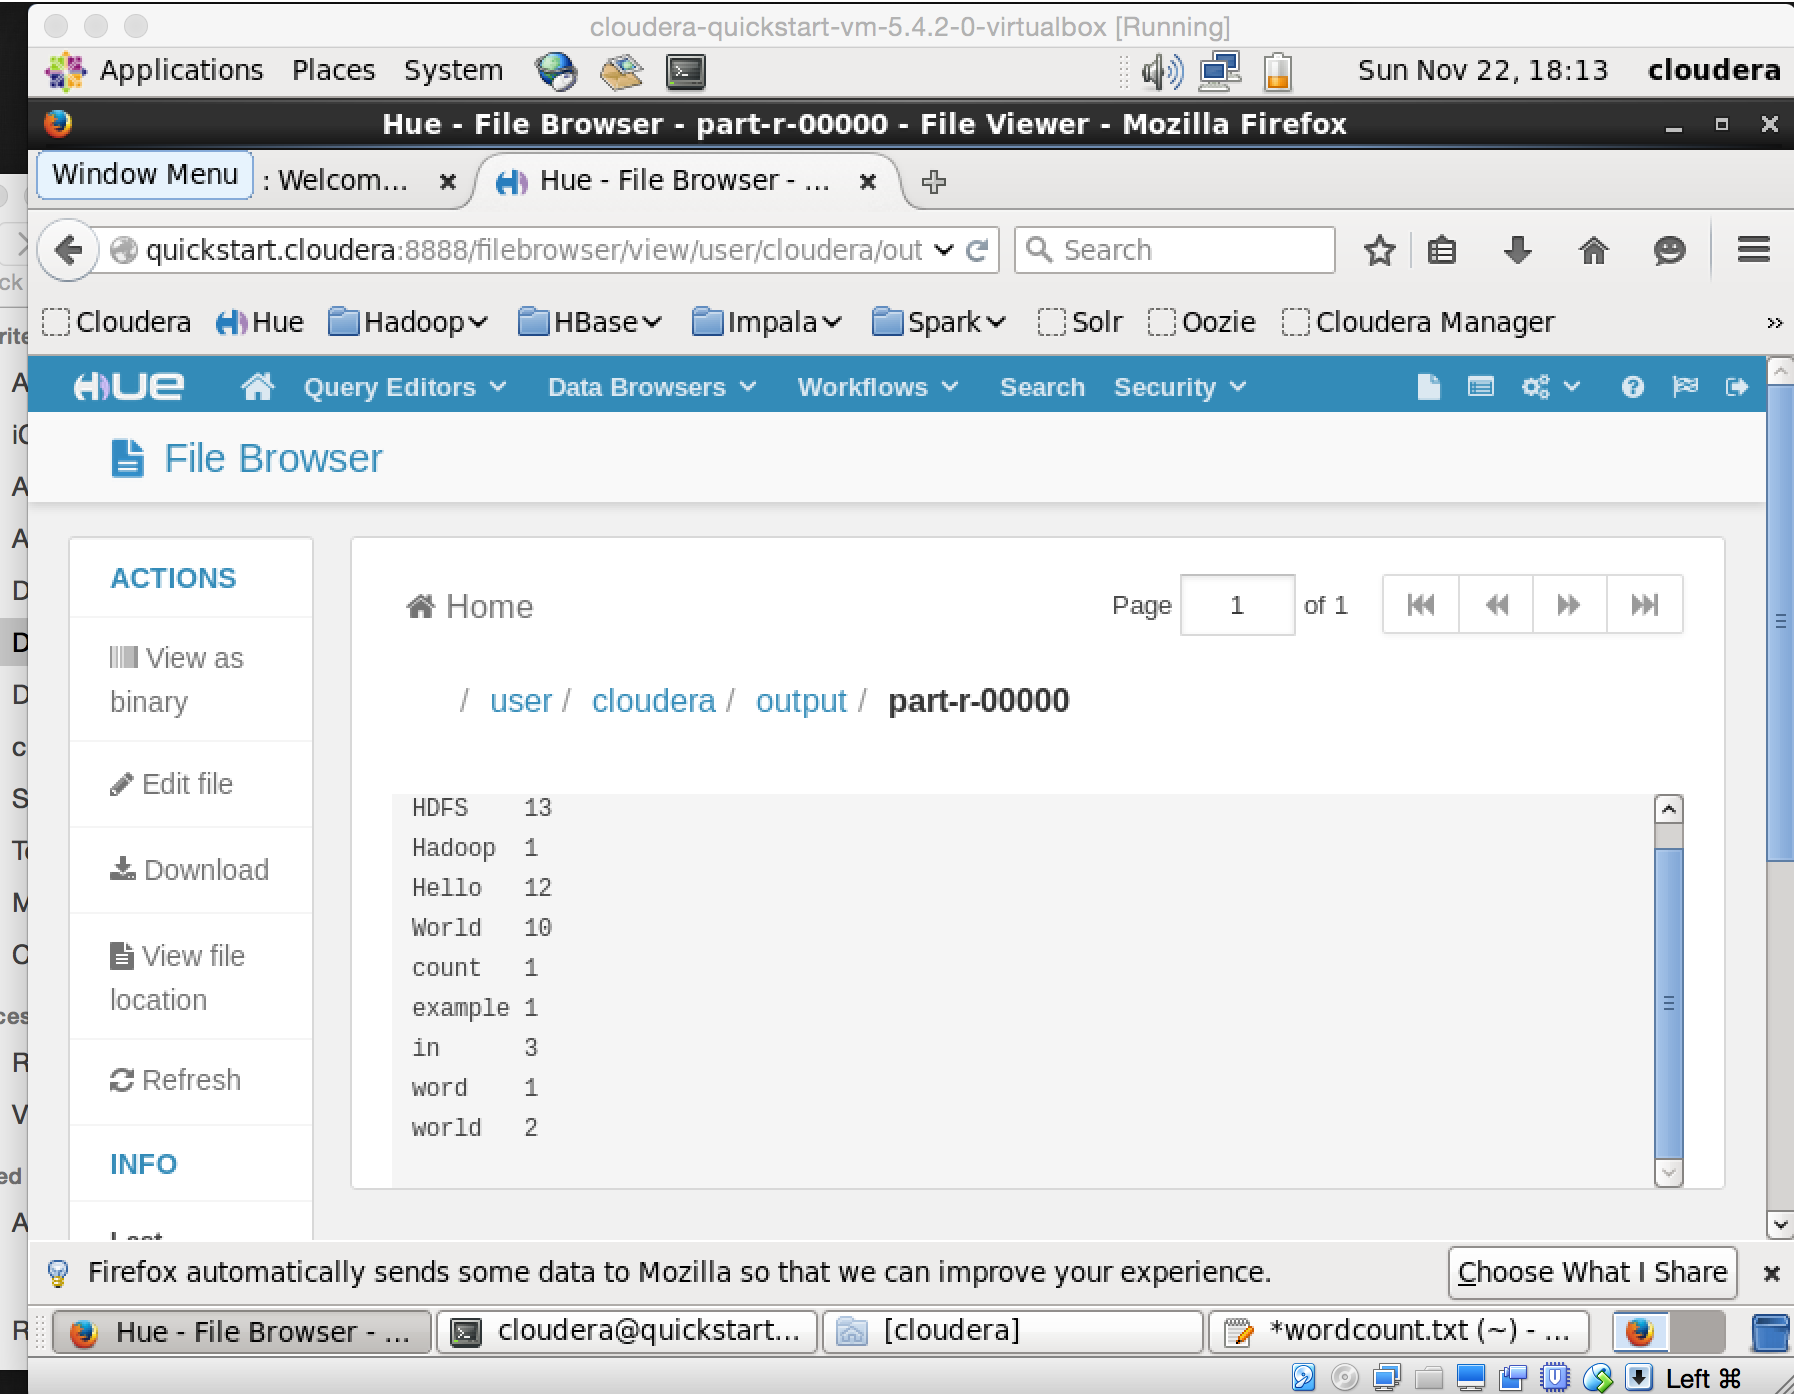 cloudera-quickstart-vm-5.4.2-0-virtualbox [Running]
Applications Places System Sun Nov 22, 18:13 cloudera
Hue - File Browser - part-r-00000 - File Viewer - Mozilla Firefox
Window Menu : Welcom... Hue - File Browser - ...
quickstart.cloudera:8888/filebrowser/view/user/cloudera/out Search
Cloudera Hue Hadoop HBase Impala Spark Solr Oozie Cloudera Manager »
HUE Query Editors Data Browsers Workflows Search Security
File Browser
ACTIONS
View as
binary
Edit file
Download
View file
location
Refresh
INFO
Last
Home Page 1 of 1
/ user / cloudera / output / part-r-00000
HDFS 13
Hadoop 1
Hello 12
World 10
count 1
example 1
in 3
word 1
world 2
Firefox automatically sends some data to Mozilla so that we can improve your experience. Choose What I Share
Hue - File Browser - ... cloudera@quickstart... [cloudera] *wordcount.txt (~) - ...
Left ⌘